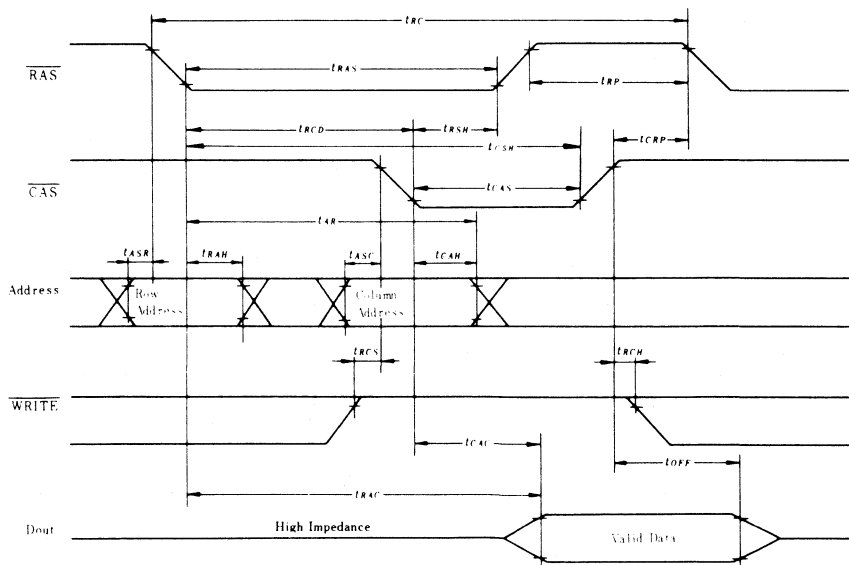 tRC
RAS
tRAS
tRP
tRCD
tRSH
tCRP
tCSH
CAS
tCAS
tAR
tASR
tRAH
tASC
tCAH
Address
Row
Address
Column
Address
tRCS
tRCH
WRITE
tCAC
tOFF
tRAC
Dout
High Impedance
Valid Data